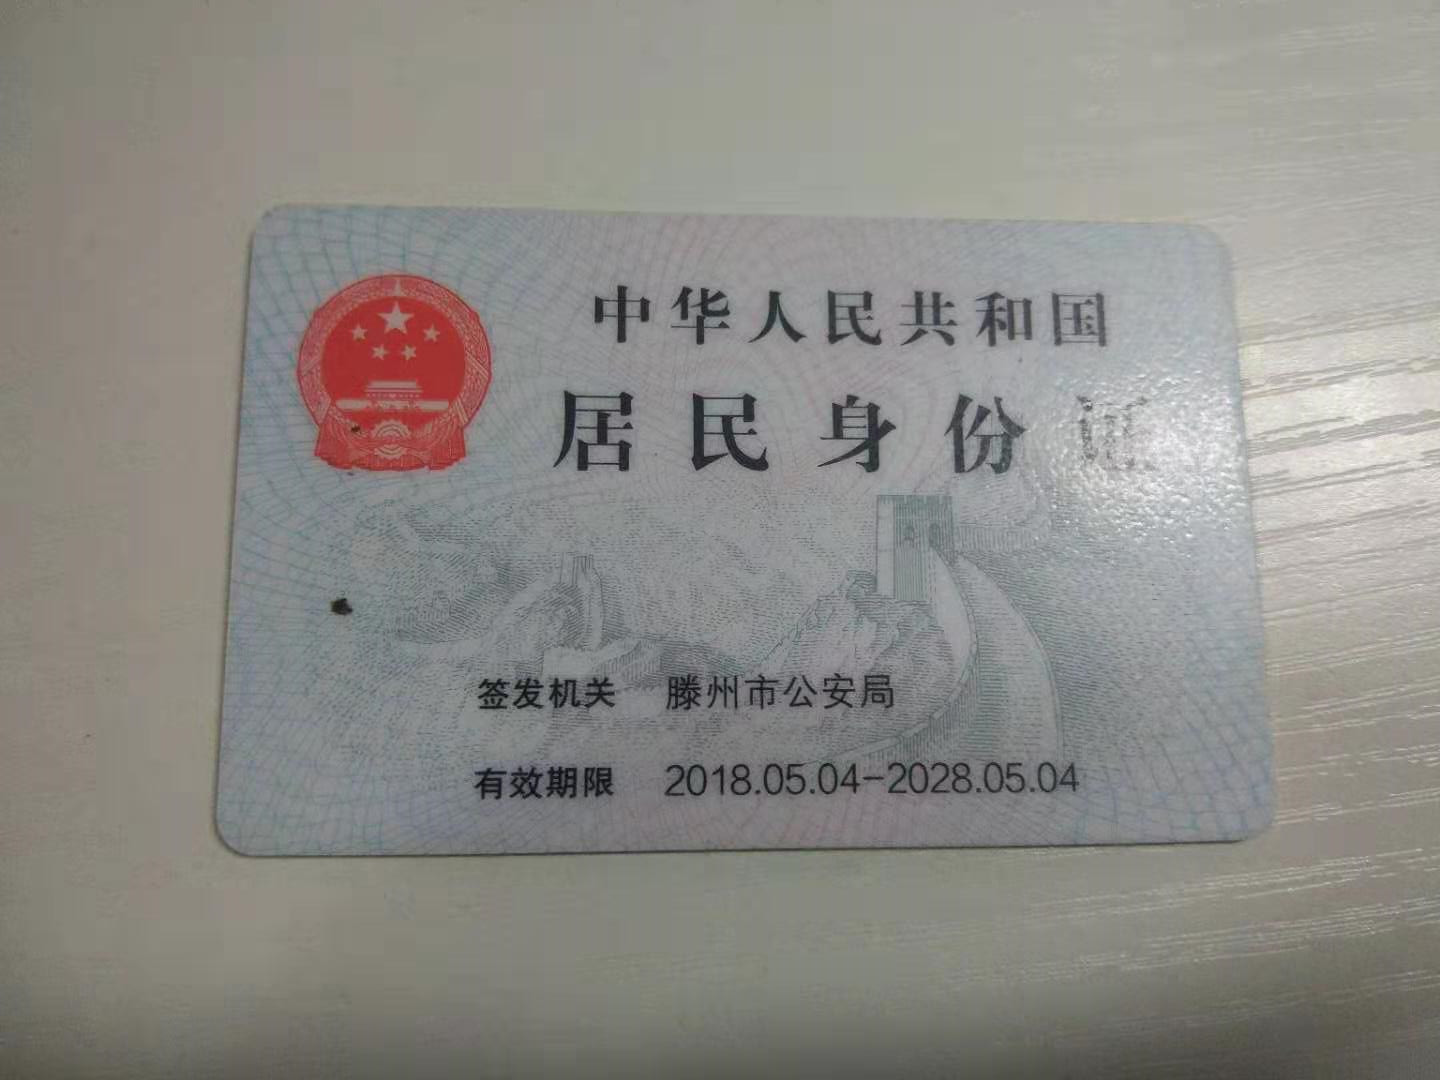 中华人民共和国
居民身份证
签发机关 滕州市公安局
有效期限 2018.05.04-2028.05.04